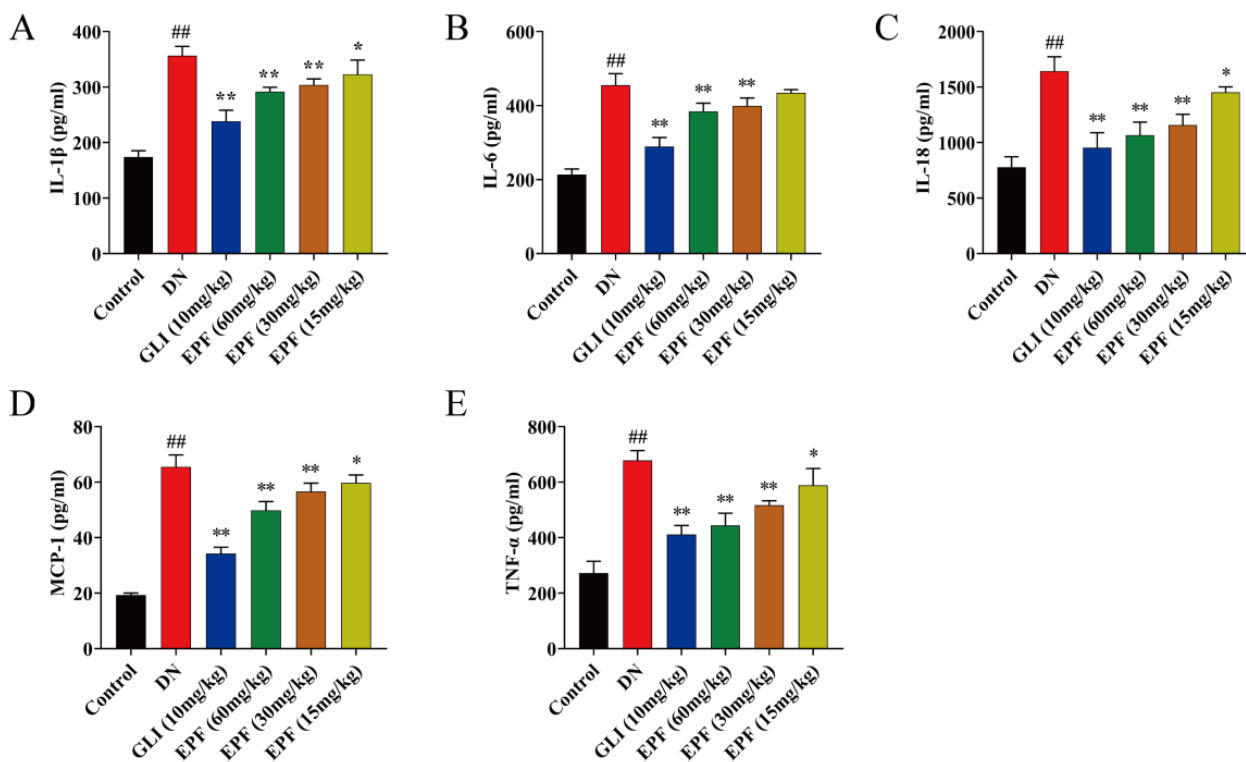 A
IL-1β (pg/ml)
400
300
200
100
0
##
**
**
**
*
Control
DN
GLI (10mg/kg)
EPF (60mg/kg)
EPF (30mg/kg)
EPF (15mg/kg)
B
IL-6 (pg/ml)
600
400
200
0
##
**
**
**
Control
DN
GLI (10mg/kg)
EPF (60mg/kg)
EPF (30mg/kg)
EPF (15mg/kg)
C
IL-18 (pg/ml)
2000
1500
1000
500
0
##
**
**
**
*
Control
DN
GLI (10mg/kg)
EPF (60mg/kg)
EPF (30mg/kg)
EPF (15mg/kg)
D
MCP-1 (pg/ml)
80
60
40
20
0
##
**
**
**
*
Control
DN
GLI (10mg/kg)
EPF (60mg/kg)
EPF (30mg/kg)
EPF (15mg/kg)
E
TNF-α (pg/ml)
800
600
400
200
0
##
**
**
**
*
Control
DN
GLI (10mg/kg)
EPF (60mg/kg)
EPF (30mg/kg)
EPF (15mg/kg)